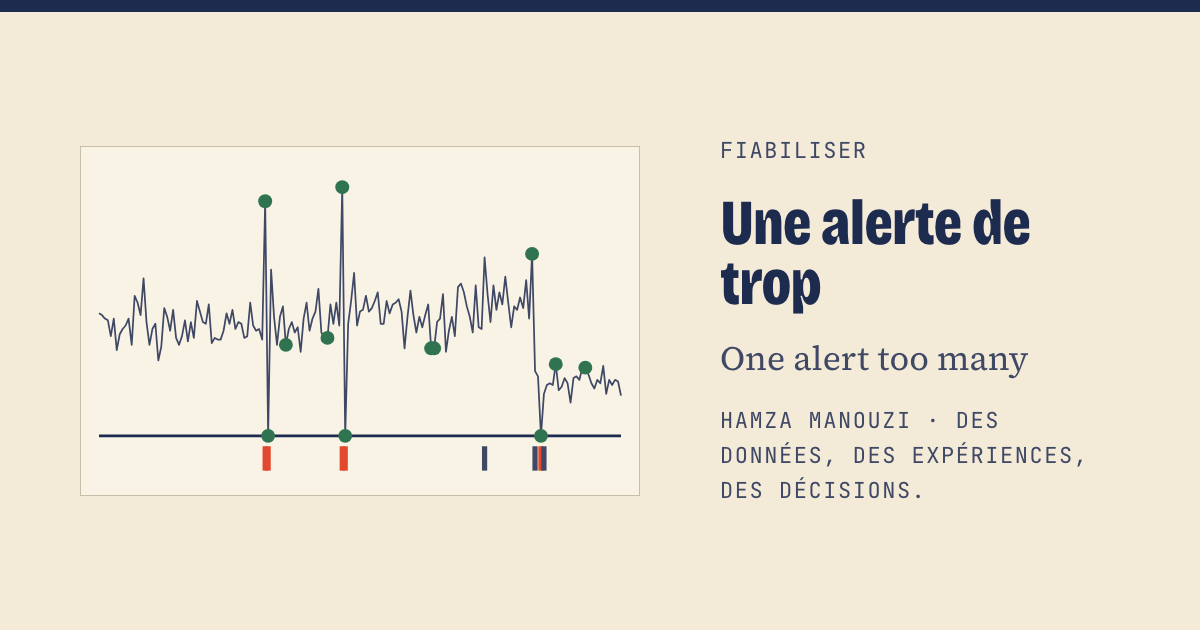 FIABILISER
Une alerte de
trop
One alert too many
HAMZA MANOUZI · DES
DONNÉES, DES EXPÉRIENCES,
DES DÉCISIONS.